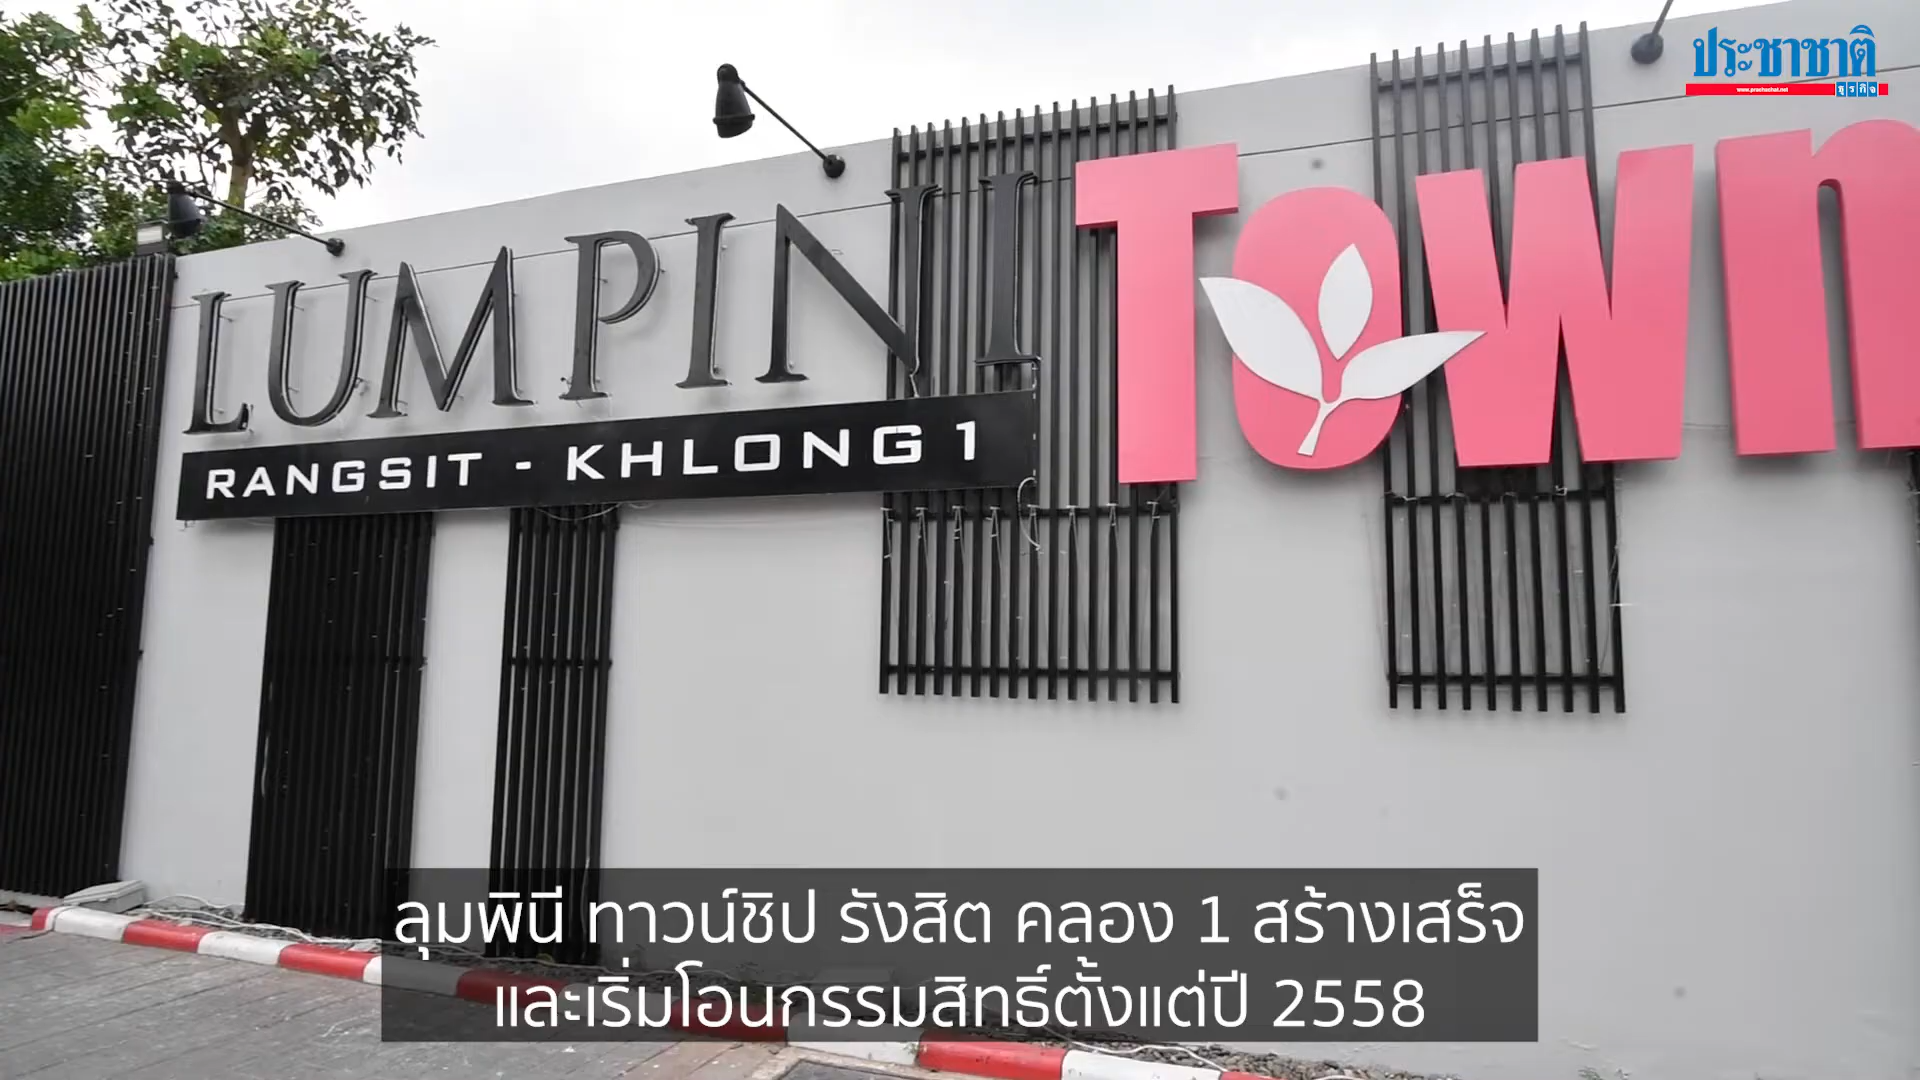 ประชาชาติ
www.prachachat.net
ธุรกิจ
LUMPINI Town
RANGSIT - KHLONG 1
ลุมพินี ทาวน์ชิป รังสิต คลอง 1 สร้างเสร็จ
และเริ่มโอนกรรมสิทธิ์ตั้งแต่ปี 2558